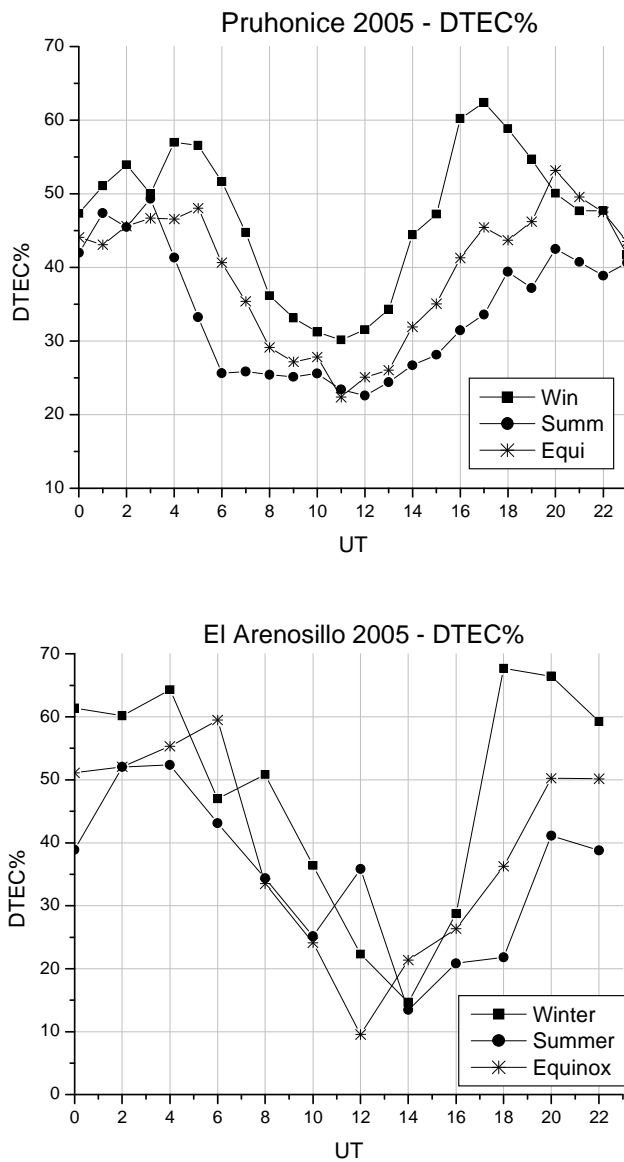 Pruhonice 2005 - DTEC%
70
60
50
40
30
20
10
DTEC%
Win
Summ
Equi
0 2 4 6 8 10 12 14 16 18 20 22
UT
El Arenosillo 2005 - DTEC%
70
60
50
40
30
20
10
0
DTEC%
Winter
Summer
Equinox
0 2 4 6 8 10 12 14 16 18 20 22
UT